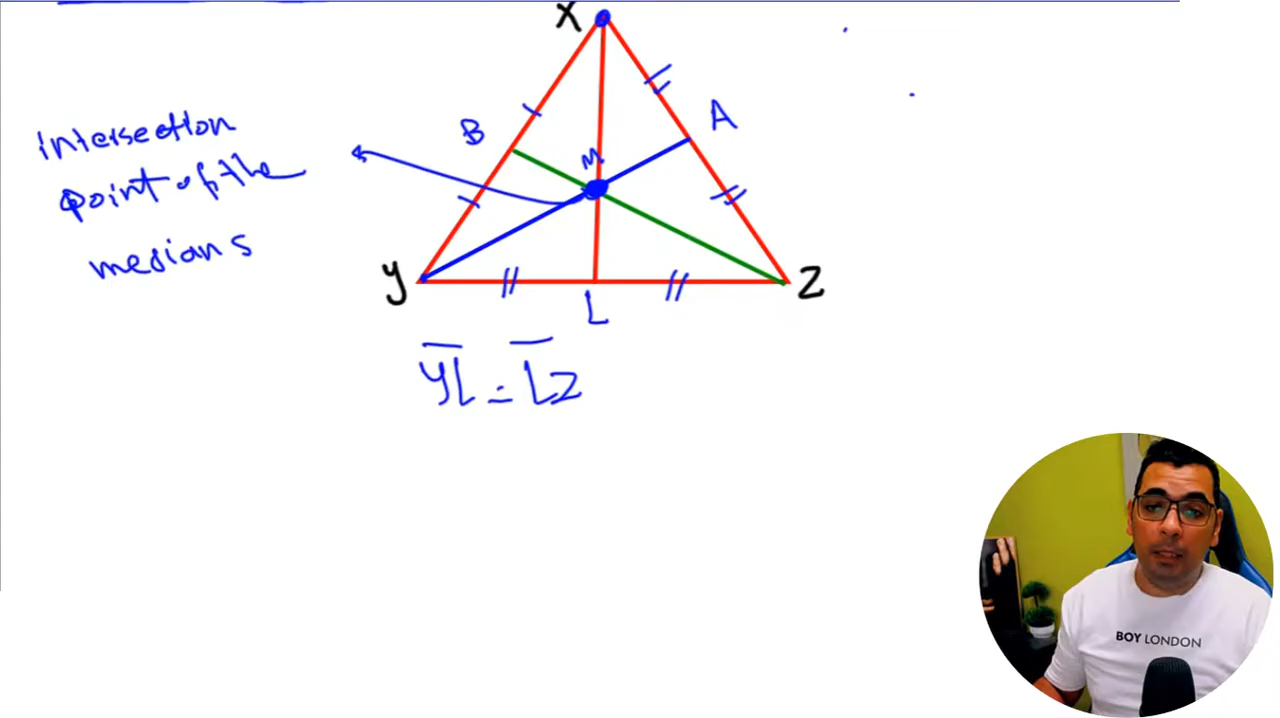 X
B
A
M
intersection
point of the
medians
y
Z
L
yL = LZ
BOY LONDON